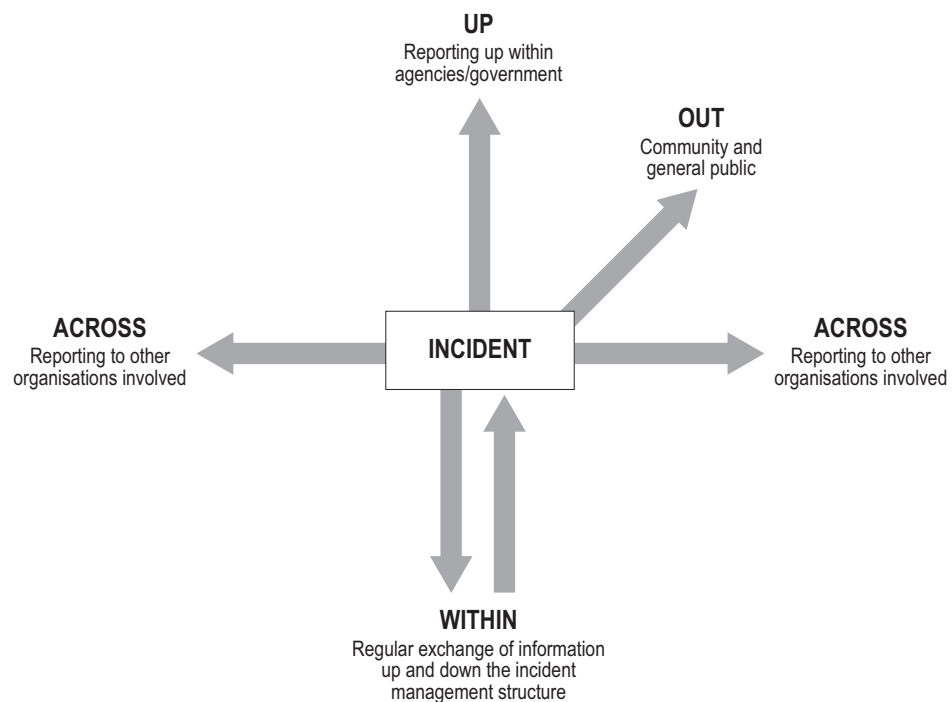 UP
Reporting up within
agencies/government
OUT
Community and
general public
ACROSS
Reporting to other
organisations involved
INCIDENT
ACROSS
Reporting to other
organisations involved
WITHIN
Regular exchange of information
up and down the incident
management structure